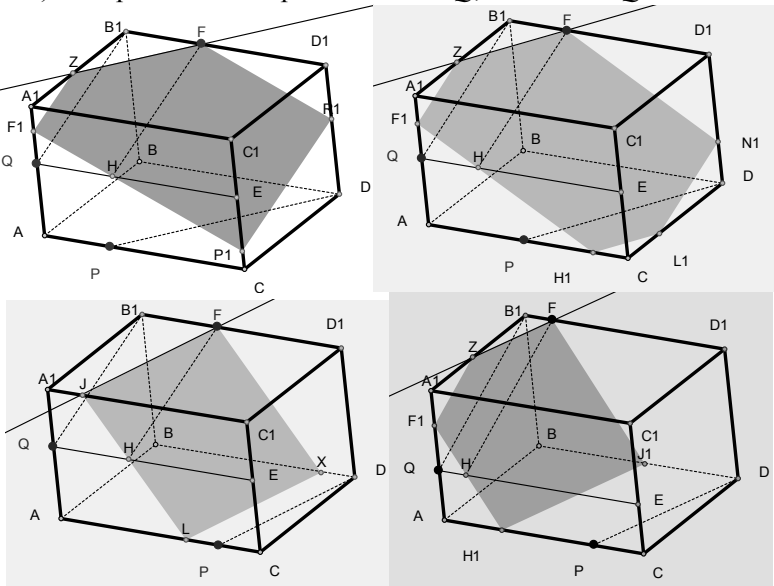 B1 F
D1
Z
A1
F1 R1
B C1
Q H
E D
A
P1
P
C
B1 F
D1
Z
A1
F1
B C1 N1
Q H
E D
A
P L1
H1 C
B1 F
D1
A1 J
C1
B
Q H
X D
E
A
L
P C
B1 F
D1
Z
A1
F1 C1
B
J1
Q H D
E
A
H1 P C